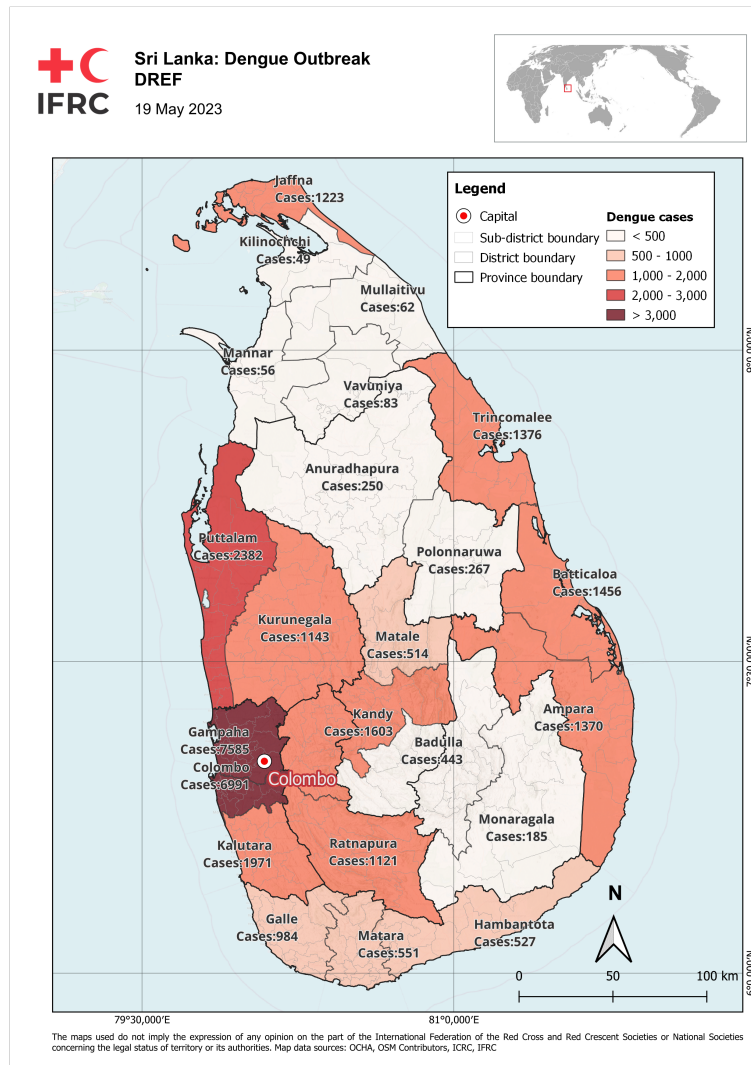 IFRC
Sri Lanka: Dengue Outbreak
DREF
19 May 2023
Legend
Capital
Sub-district boundary
District boundary
Province boundary
Dengue cases
< 500
500 - 1000
1,000 - 2,000
2,000 - 3,000
> 3,000
Jaffna
Cases:1223
Kilinochchi
Cases:49
Mullaitivu
Cases:62
Mannar
Cases:56
Vavuniya
Cases:83
Trincomalee
Cases:1376
Anuradhapura
Cases:250
Puttalam
Cases:2382
Polonnaruwa
Cases:267
Batticaloa
Cases:1456
Kurunegala
Cases:1143
Matale
Cases:514
Kandy
Cases:1603
Ampara
Cases:1370
Gampaha
Cases:7585
Colombo
Cases:6991
Colombo
Badulla
Cases:443
Monaragala
Cases:185
Kalutara
Cases:1971
Ratnapura
Cases:1121
Galle
Cases:984
Matara
Cases:551
Hambantota
Cases:527
N
0 50 100 km
79°30,000'E 81°0,000'E
The maps used do not imply the expression of any opinion on the part of the International Federation of the Red Cross and Red Crescent Societies or National Societies
concerning the legal status of territory or its authorities. Map data sources: OCHA, OSM Contributors, ICRC, IFRC